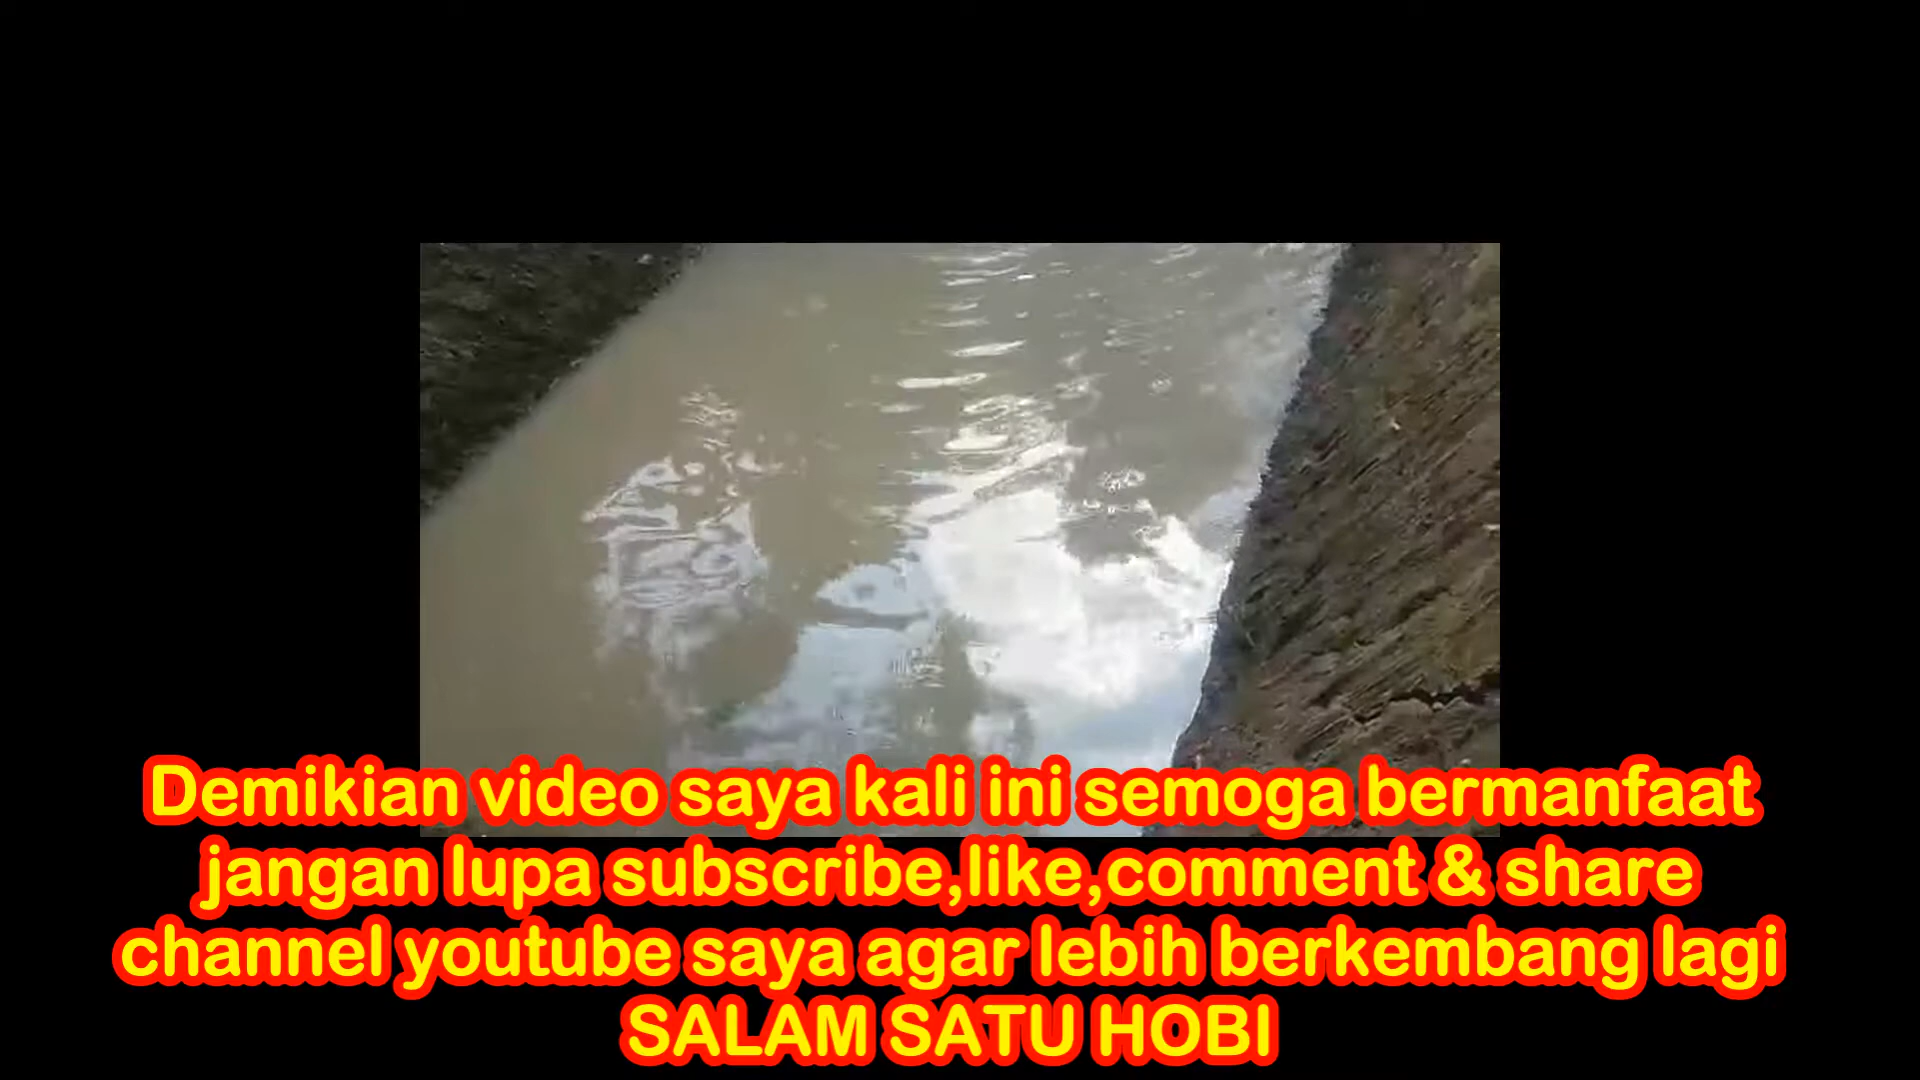 Demikian video saya kali ini semoga bermanfaat
jangan lupa subscribe,like,comment & share
channel youtube saya agar lebih berkembang lagi
SALAM SATU HOBI